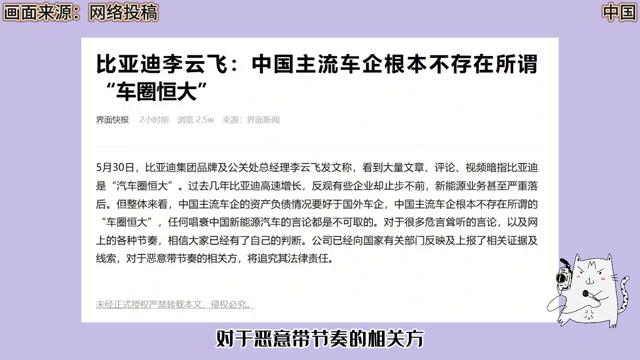 画面来源：网络投稿
中国
比亚迪李云飞：中国主流车企根本不存在所谓
“车圈恒大”
界面快报 2小时前 浏览 2.5w 来源：界面新闻
5月30日，比亚迪集团品牌及公关处总经理李云飞发文称，看到大量文章、评论、视频暗指比亚迪
是“汽车圈恒大”。过去几年比亚迪高速增长，反观有些企业却止步不前，新能源业务甚至严重落
后。但整体来看，中国主流车企的资产负债情况要好于国外车企，中国主流车企根本不存在所谓的
“车圈恒大”，任何唱衰中国新能源汽车的言论都是不可取的。对于很多危言耸听的言论，以及网
上的各种节奏，相信大家已经有了自己的判断。公司已经向国家有关部门反映及上报了相关证据及
线索，对于恶意带节奏的相关方，将追究其法律责任。
未经正式授权严禁转载本文，侵权必究。
对于恶意带节奏的相关方